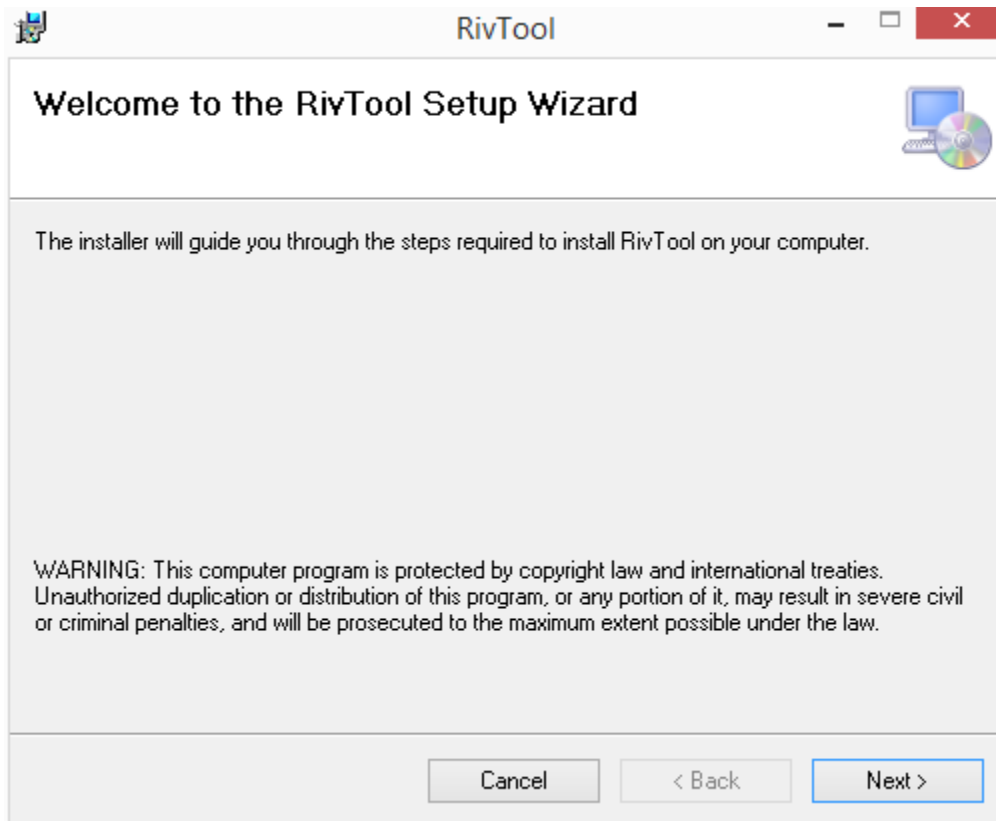 RivTool
Welcome to the RivTool Setup Wizard
The installer will guide you through the steps required to install RivTool on your computer.
WARNING: This computer program is protected by copyright law and international treaties.
Unauthorized duplication or distribution of this program, or any portion of it, may result in severe civil
or criminal penalties, and will be prosecuted to the maximum extent possible under the law.
Cancel
< Back
Next >